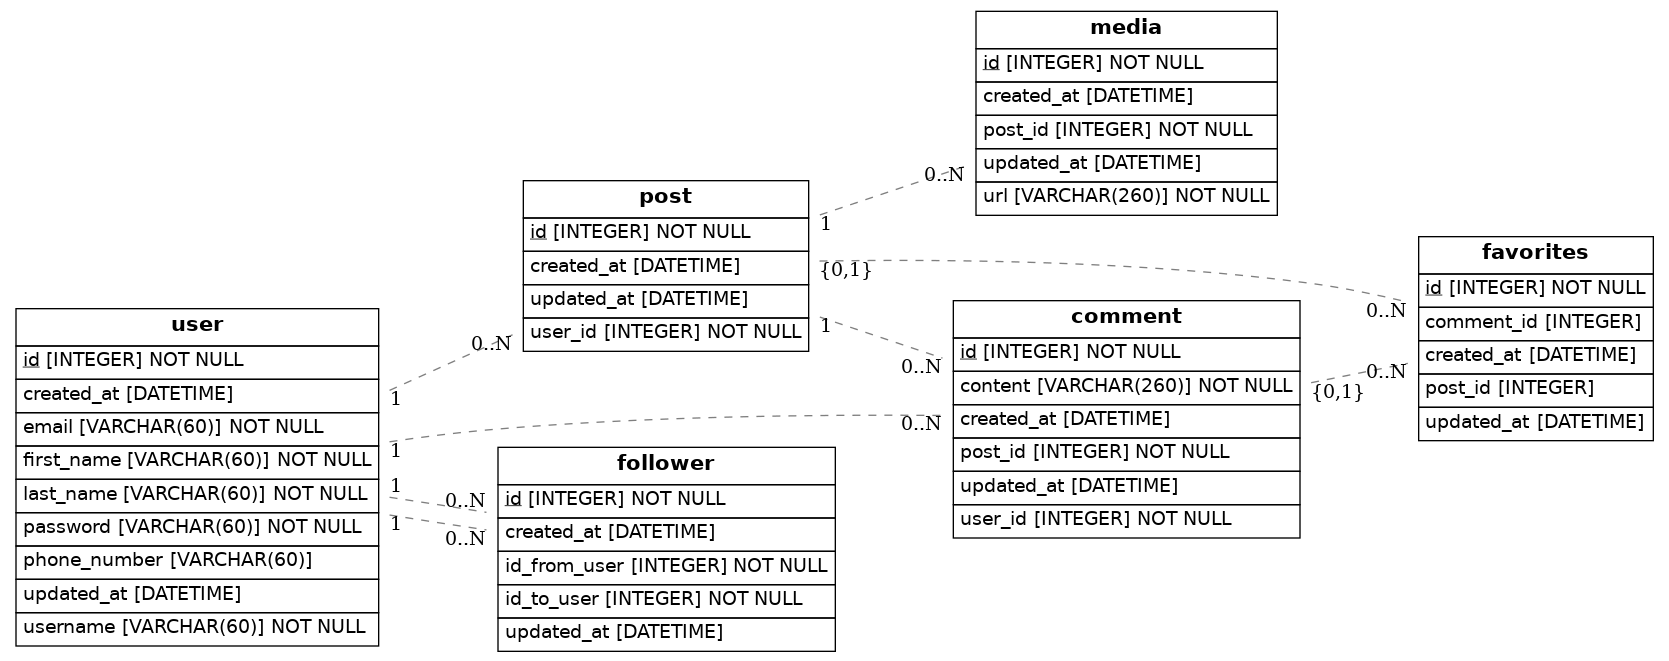 media
id [INTEGER] NOT NULL
created_at [DATETIME]
post_id [INTEGER] NOT NULL
updated_at [DATETIME]
url [VARCHAR(260)] NOT NULL
post
id [INTEGER] NOT NULL
created_at [DATETIME]
updated_at [DATETIME]
user_id [INTEGER] NOT NULL
0..N
1
{0,1}
1
0..N
favorites
id [INTEGER] NOT NULL
comment_id [INTEGER]
created_at [DATETIME]
post_id [INTEGER]
updated_at [DATETIME]
0..N
0..N
{0,1}
comment
id [INTEGER] NOT NULL
content [VARCHAR(260)] NOT NULL
created_at [DATETIME]
post_id [INTEGER] NOT NULL
updated_at [DATETIME]
user_id [INTEGER] NOT NULL
0..N
0..N
user
id [INTEGER] NOT NULL
created_at [DATETIME]
email [VARCHAR(60)] NOT NULL
first_name [VARCHAR(60)] NOT NULL
last_name [VARCHAR(60)] NOT NULL
password [VARCHAR(60)] NOT NULL
phone_number [VARCHAR(60)]
updated_at [DATETIME]
username [VARCHAR(60)] NOT NULL
1
1
1
1
0..N
0..N
follower
id [INTEGER] NOT NULL
created_at [DATETIME]
id_from_user [INTEGER] NOT NULL
id_to_user [INTEGER] NOT NULL
updated_at [DATETIME]